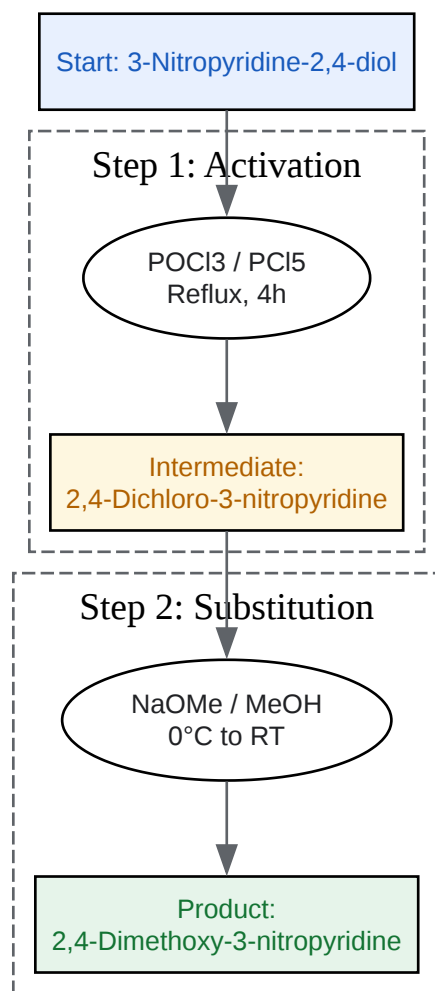 Start: 3-Nitropyridine-2,4-diol
Step 1: Activation
POCl3 / PCl5
Reflux, 4h
Intermediate:
2,4-Dichloro-3-nitropyridine
Step 2: Substitution
NaOMe / MeOH
0°C to RT
Product:
2,4-Dimethoxy-3-nitropyridine